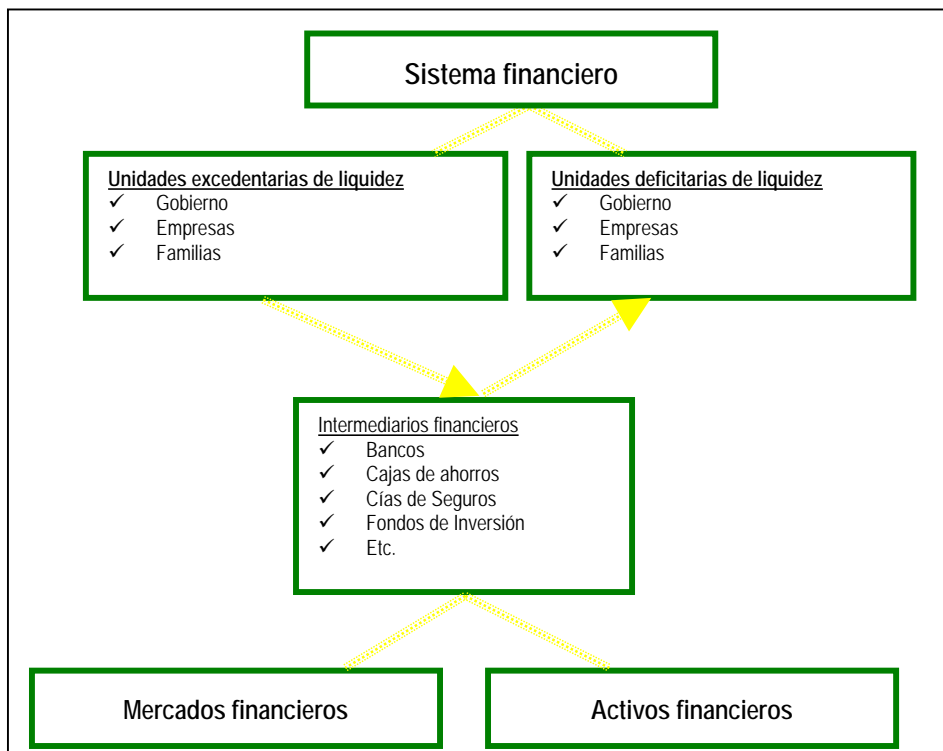 Sistema financiero
Unidades excedentarias de liquidez
✓ Gobierno
✓ Empresas
✓ Familias
Unidades deficitarias de liquidez
✓ Gobierno
✓ Empresas
✓ Familias
Intermediarios financieros
✓ Bancos
✓ Cajas de ahorros
✓ Cías de Seguros
✓ Fondos de Inversión
✓ Etc.
Mercados financieros
Activos financieros